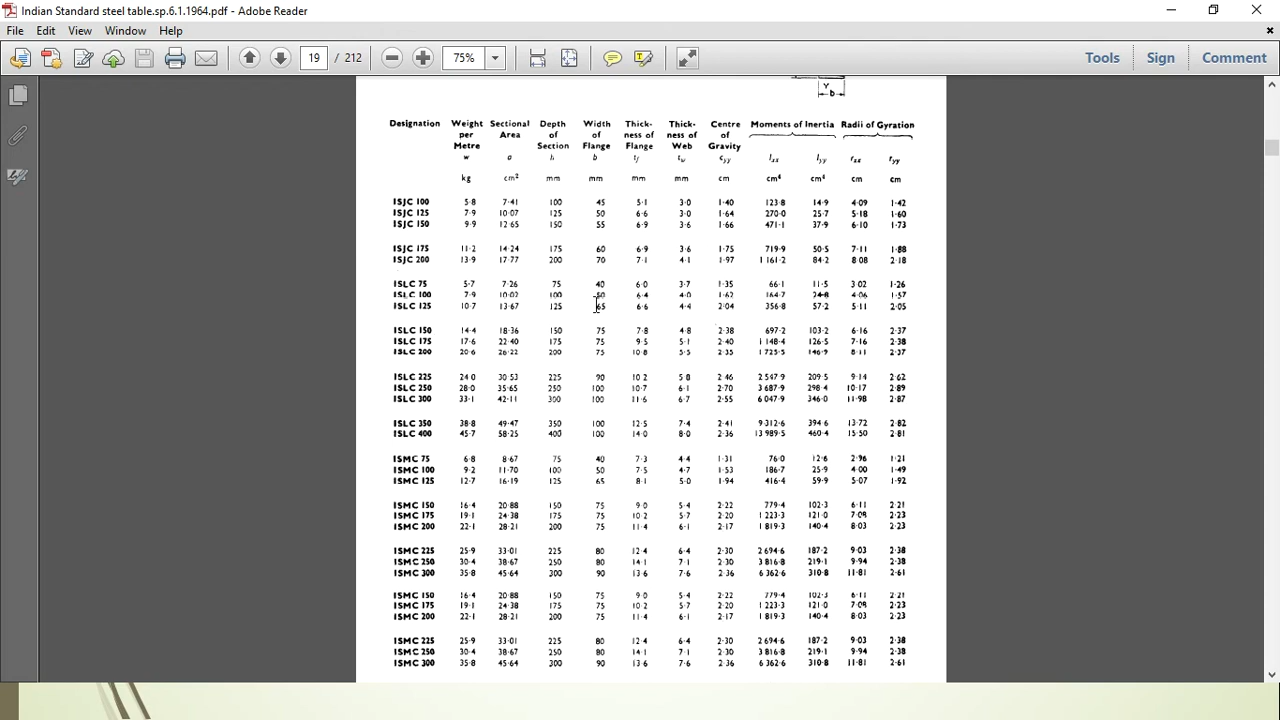 Indian Standard steel table.sp.6.1.1964.pdf - Adobe Reader
File Edit View Window Help
19 / 212 75% Tools Sign Comment
Y
b
Designation Weight per Metre Sectional Area Depth of Section Width of Flange Thick- ness of Flange Thick- ness of Web Centre of Gravity Moments of Inertia Radii of Gyration
w a h b tf tw cyy Ixx Iyy rxx ryy
kg cm² mm mm mm mm cm cm⁴ cm⁴ cm cm
ISJC 100 5·8 7·41 100 45 5·1 3·0 1·40 123·8 14·9 4·09 1·42
ISJC 125 7·9 10·07 125 50 6·6 3·0 1·64 270·0 25·7 5·18 1·60
ISJC 150 9·9 12·65 150 55 6·9 3·6 1·66 471·1 37·9 6·10 1·73
ISJC 175 11·2 14·24 175 60 6·9 3·6 1·75 719·9 50·5 7·11 1·88
ISJC 200 13·9 17·77 200 70 7·1 4·1 1·97 1 161·2 84·2 8·08 2·18
ISLC 75 5·7 7·26 75 40 6·0 3·7 1·35 66·1 11·5 3·02 1·26
ISLC 100 7·9 10·02 100 50 6·4 4·0 1·62 164·7 24·8 4·06 1·57
ISLC 125 10·7 13·67 125 65 6·6 4·4 2·04 356·8 57·2 5·11 2·05
ISLC 150 14·4 18·36 150 75 7·8 4·8 2·38 697·2 103·2 6·16 2·37
ISLC 175 17·6 22·40 175 75 9·5 5·1 2·40 1 148·4 126·5 7·16 2·38
ISLC 200 20·6 26·22 200 75 10·8 5·5 2·35 1 725·5 146·9 8·11 2·37
ISLC 225 24·0 30·53 225 90 10·2 5·8 2·46 2 547·9 209·5 9·14 2·62
ISLC 250 28·0 35·65 250 100 10·7 6·1 2·70 3 687·9 298·4 10·17 2·89
ISLC 300 33·1 42·11 300 100 11·6 6·7 2·55 6 047·9 346·0 11·98 2·87
ISLC 350 38·8 49·47 350 100 12·5 7·4 2·41 9 312·6 394·6 13·72 2·82
ISLC 400 45·7 58·25 400 100 14·0 8·0 2·36 13 989·5 460·4 15·50 2·81
ISMC 75 6·8 8·67 75 40 7·3 4·4 1·31 76·0 12·6 2·96 1·21
ISMC 100 9·2 11·70 100 50 7·5 4·7 1·53 186·7 25·9 4·00 1·49
ISMC 125 12·7 16·19 125 65 8·1 5·0 1·94 416·4 59·9 5·07 1·92
ISMC 150 16·4 20·88 150 75 9·0 5·4 2·22 779·4 102·3 6·11 2·21
ISMC 175 19·1 24·38 175 75 10·2 5·7 2·20 1 223·3 121·0 7·08 2·23
ISMC 200 22·1 28·21 200 75 11·4 6·1 2·17 1 819·3 140·4 8·03 2·23
ISMC 225 25·9 33·01 225 80 12·4 6·4 2·30 2 694·6 187·2 9·03 2·38
ISMC 250 30·4 38·67 250 80 14·1 7·1 2·30 3 816·8 219·1 9·94 2·38
ISMC 300 35·8 45·64 300 90 13·6 7·6 2·36 6 362·6 310·8 11·81 2·61
ISMC 150 16·4 20·88 150 75 9·0 5·4 2·22 779·4 102·3 6·11 2·21
ISMC 175 19·1 24·38 175 75 10·2 5·7 2·20 1 223·3 121·0 7·08 2·23
ISMC 200 22·1 28·21 200 75 11·4 6·1 2·17 1 819·3 140·4 8·03 2·23
ISMC 225 25·9 33·01 225 80 12·4 6·4 2·30 2 694·6 187·2 9·03 2·38
ISMC 250 30·4 38·67 250 80 14·1 7·1 2·30 3 816·8 219·1 9·94 2·38
ISMC 300 35·8 45·64 300 90 13·6 7·6 2·36 6 362·6 310·8 11·81 2·61